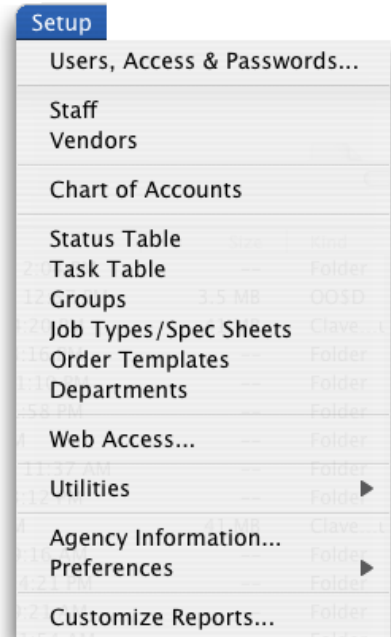 Setup
Users, Access & Passwords...
Staff
Vendors
Chart of Accounts
Status Table
Task Table
Groups
Job Types/Spec Sheets
Order Templates
Departments
Web Access...
Utilities
Agency Information...
Preferences
Customize Reports...